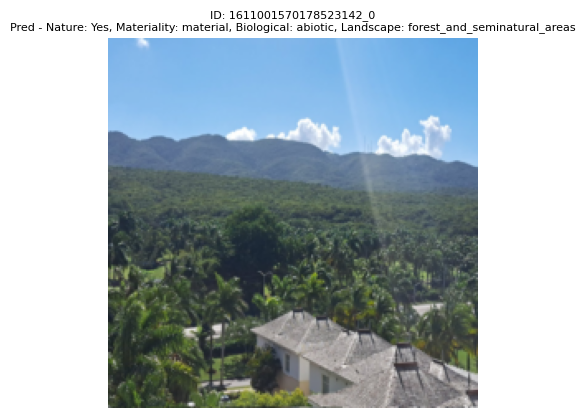 ID: 1611001570178523142_0
Pred - Nature: Yes, Materiality: material, Biological: abiotic, Landscape: forest_and_seminatural_areas